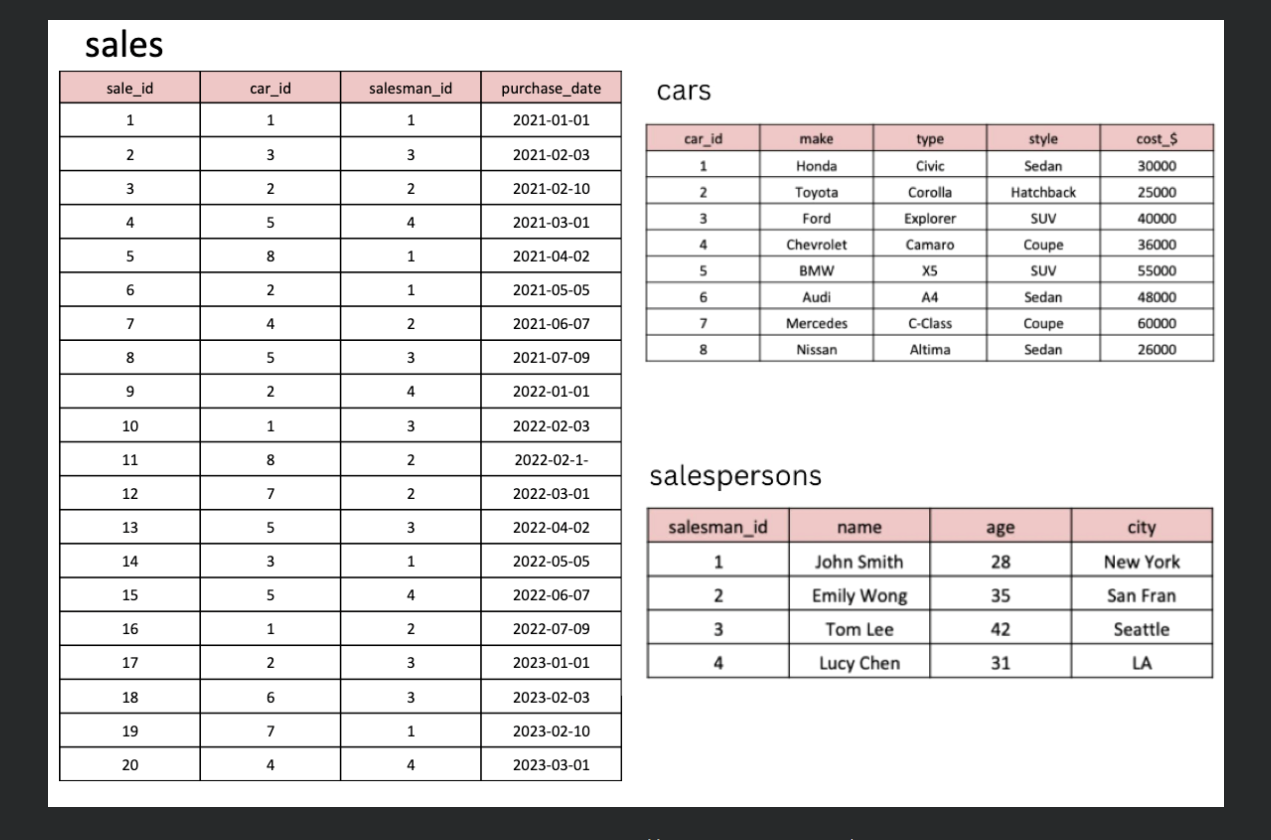 sales
sale_id car_id salesman_id purchase_date
1 1 1 2021-01-01
2 3 3 2021-02-03
3 2 2 2021-02-10
4 5 4 2021-03-01
5 8 1 2021-04-02
6 2 1 2021-05-05
7 4 2 2021-06-07
8 5 3 2021-07-09
9 2 4 2022-01-01
10 1 3 2022-02-03
11 8 2 2022-02-1-
12 7 2 2022-03-01
13 5 3 2022-04-02
14 3 1 2022-05-05
15 5 4 2022-06-07
16 1 2 2022-07-09
17 2 3 2023-01-01
18 6 3 2023-02-03
19 7 1 2023-02-10
20 4 4 2023-03-01
cars
car_id make type style cost_$
1 Honda Civic Sedan 30000
2 Toyota Corolla Hatchback 25000
3 Ford Explorer SUV 40000
4 Chevrolet Camaro Coupe 36000
5 BMW X5 SUV 55000
6 Audi A4 Sedan 48000
7 Mercedes C-Class Coupe 60000
8 Nissan Altima Sedan 26000
salespersons
salesman_id name age city
1 John Smith 28 New York
2 Emily Wong 35 San Fran
3 Tom Lee 42 Seattle
4 Lucy Chen 31 LA